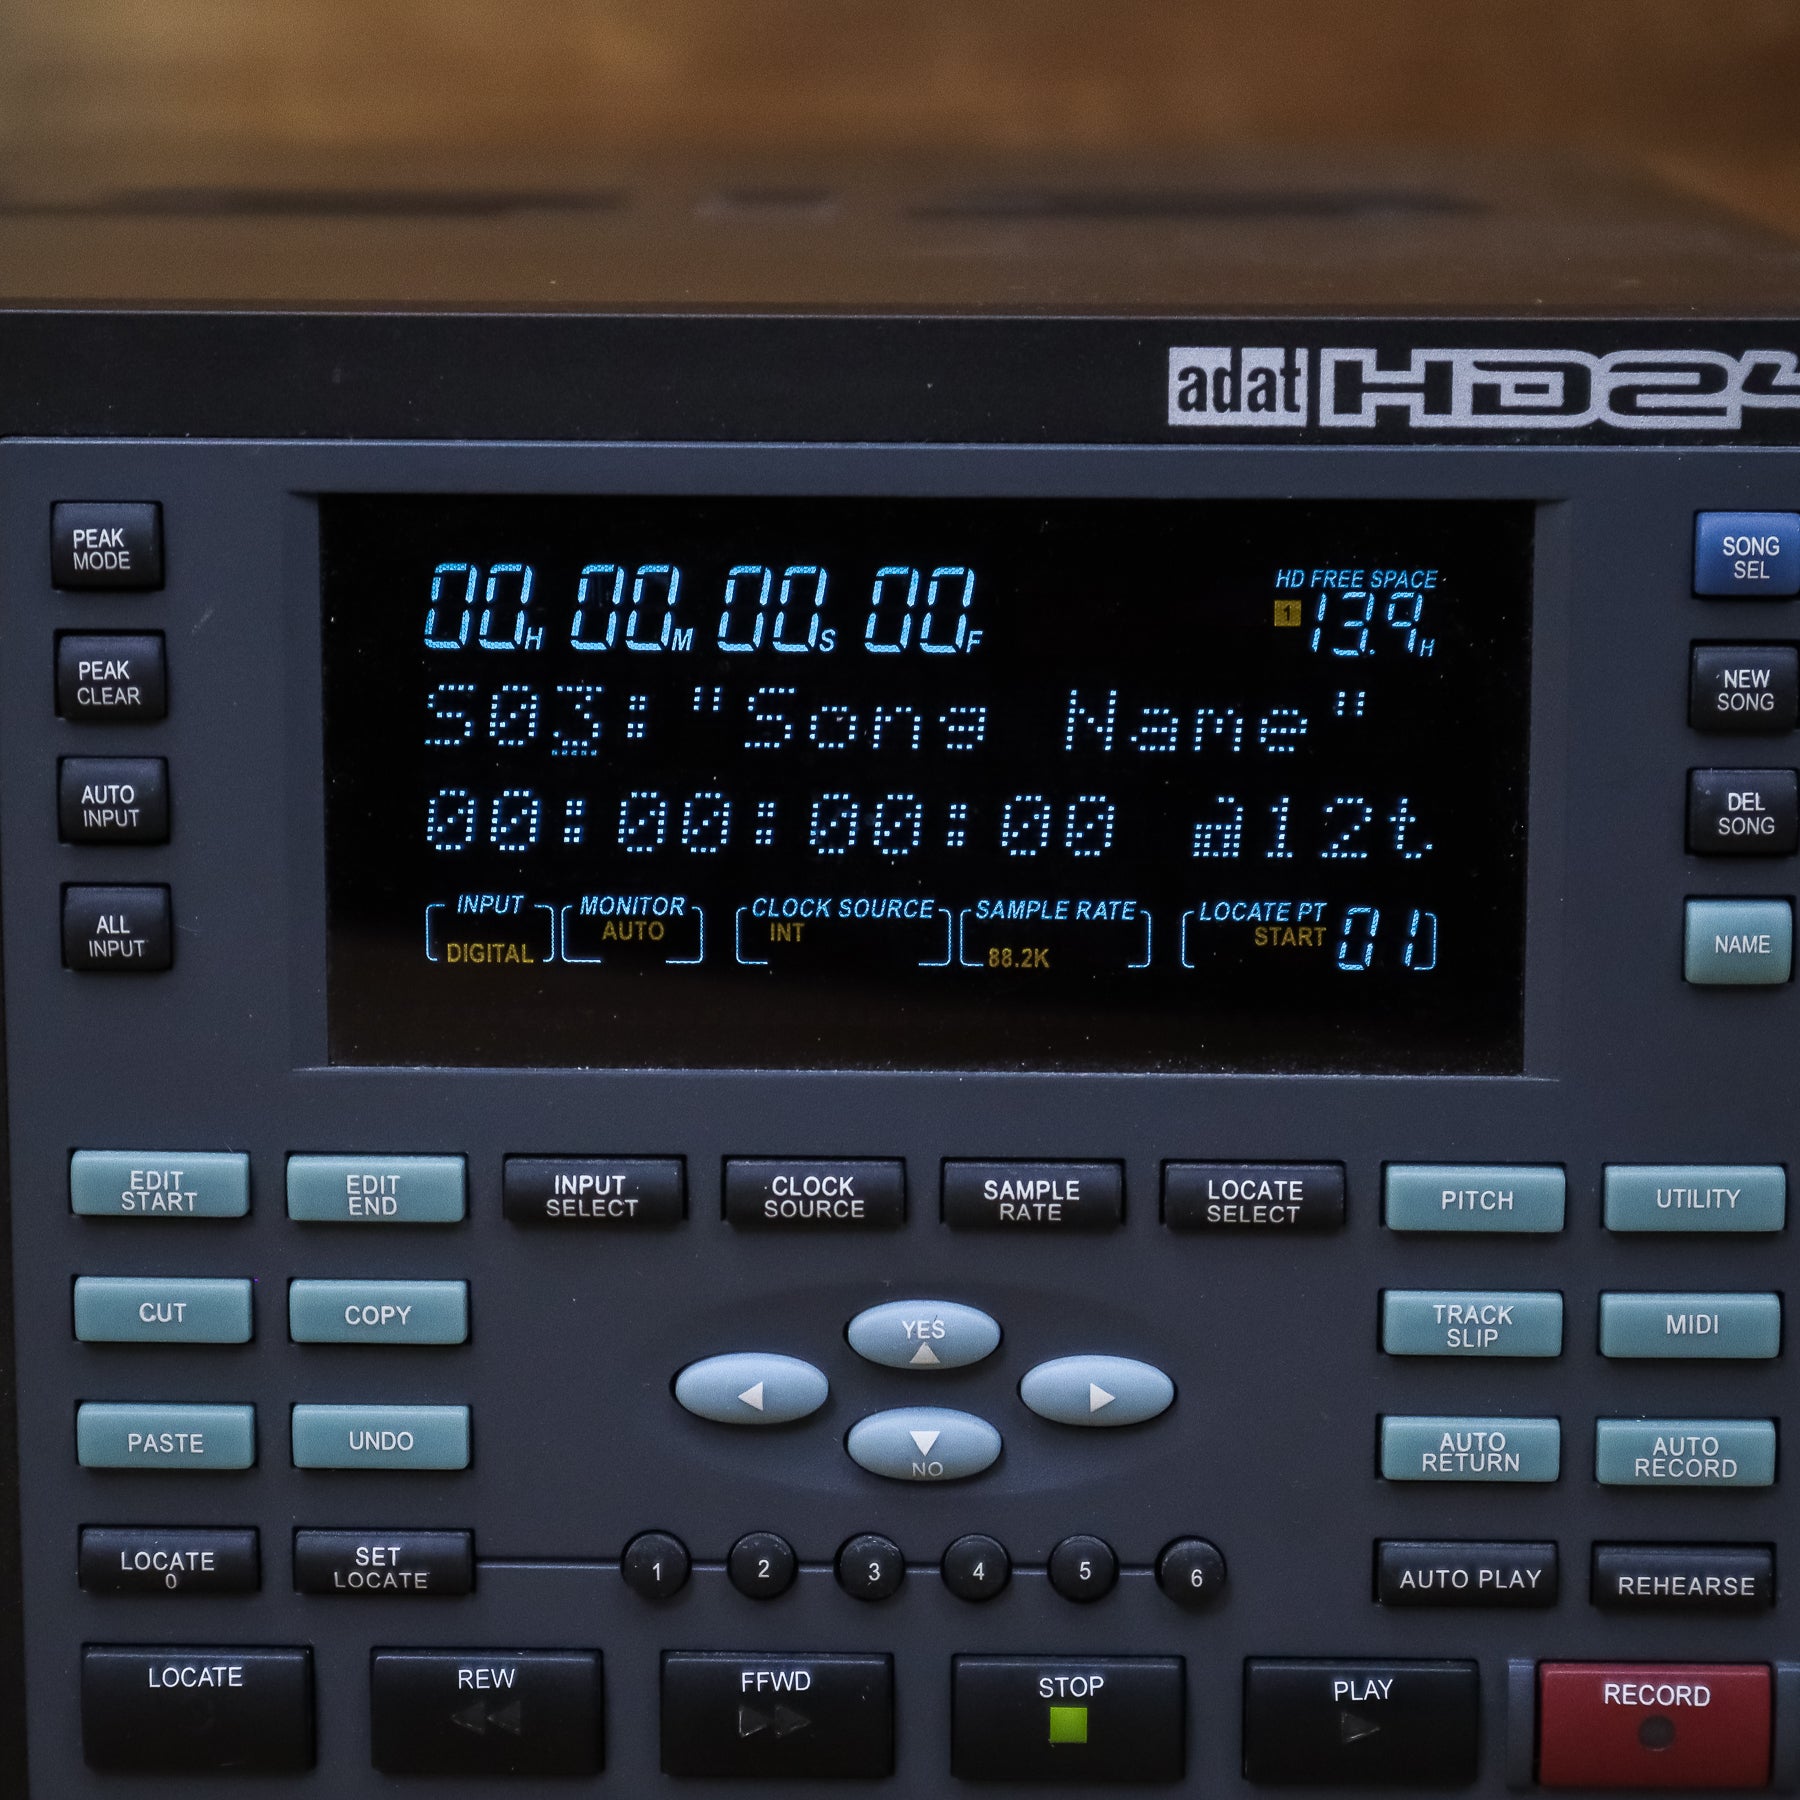 adat HD24
PEAK
MODE
PEAK
CLEAR
AUTO
INPUT
ALL
INPUT
00H 00M 00S 00F
HD FREE SPACE
1 13.9H
S03: "Song Name"
00:00:00:00 12t
INPUT
DIGITAL
MONITOR
AUTO
CLOCK SOURCE
INT
SAMPLE RATE
88.2K
LOCATE PT
START 01
SONG
SEL
NEW
SONG
DEL
SONG
NAME
EDIT
START
EDIT
END
INPUT
SELECT
CLOCK
SOURCE
SAMPLE
RATE
LOCATE
SELECT
PITCH
UTILITY
CUT
COPY
YES
NO
TRACK
SLIP
MIDI
PASTE
UNDO
AUTO
RETURN
AUTO
RECORD
LOCATE
0
SET
LOCATE
1 2 3 4 5 6
AUTO PLAY
REHEARSE
LOCATE
REW
FFWD
STOP
PLAY
RECORD